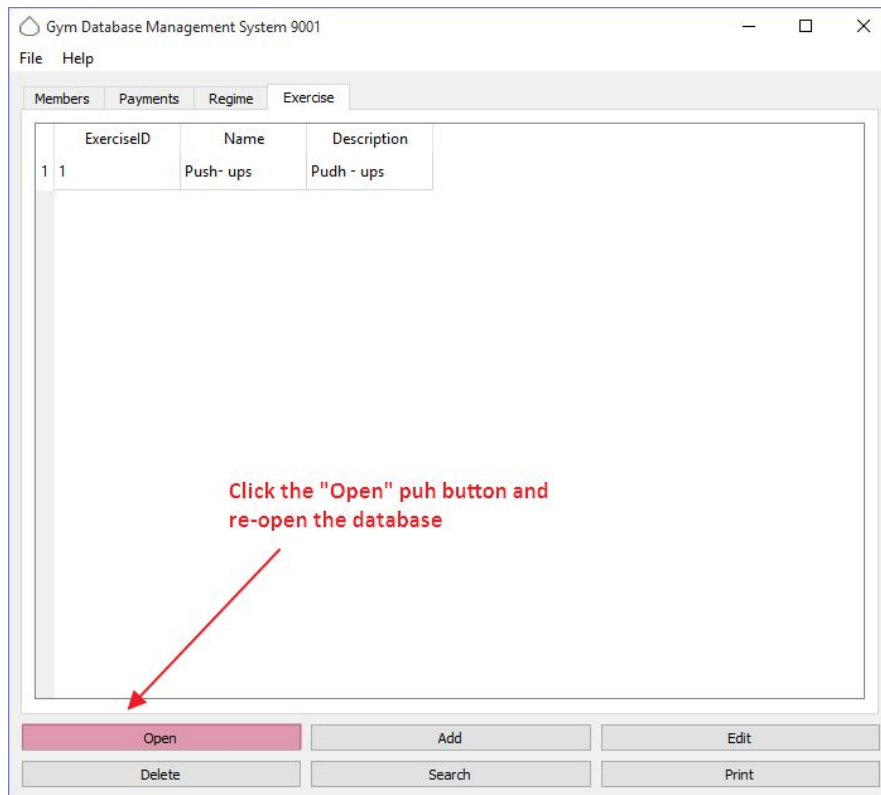 Gym Database Management System 9001
File Help
Members Payments Regime Exercise
ExerciseID Name Description
1 1 Push- ups Pudh - ups
Click the "Open" puh button and
re-open the database
Open Add Edit
Delete Search Print